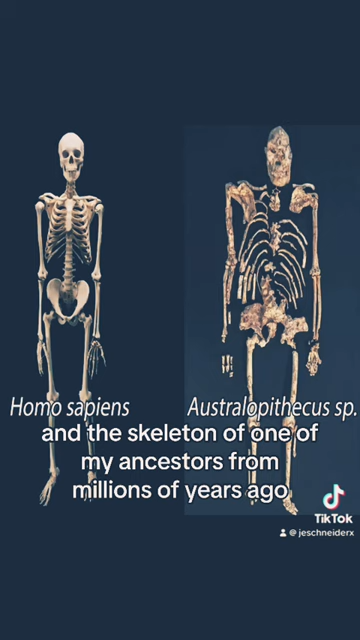 Homo sapiens
Australopithecus sp.
and the skeleton of one of
my ancestors from
millions of years ago
TikTok
@ jeschneiderx